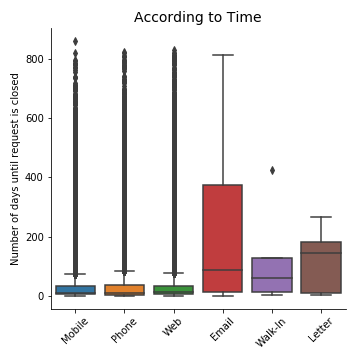 According to Time
Number of days until request is closed
800
600
400
200
0
Mobile
Phone
Web
Email
Walk-In
Letter